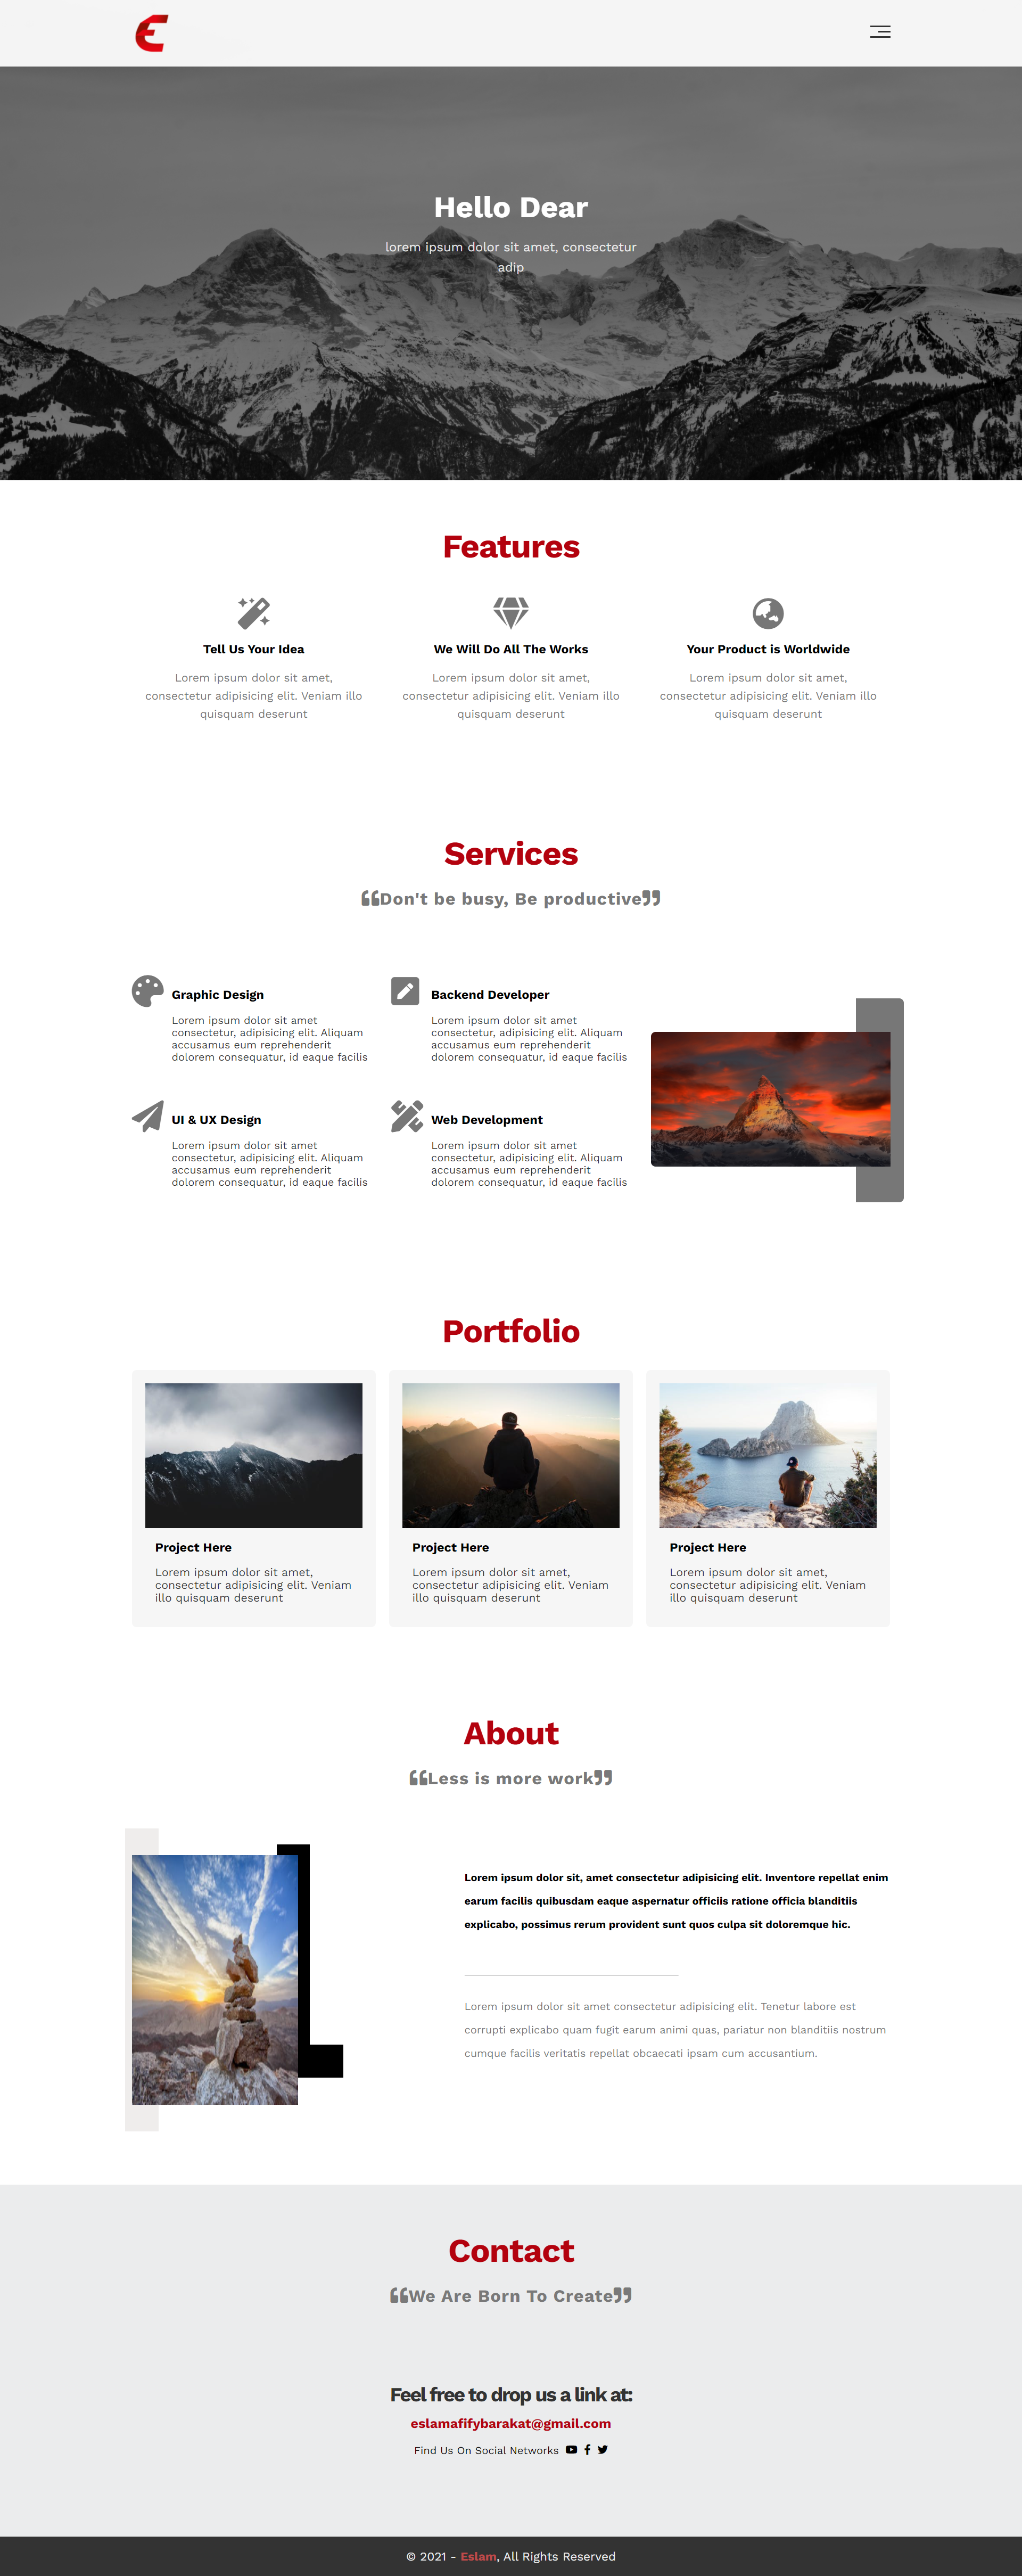 E
Hello Dear
lorem ipsum dolor sit amet, consectetur
adip
Features
Tell Us Your Idea
Lorem ipsum dolor sit amet,
consectetur adipisicing elit. Veniam illo
quisquam deserunt
We Will Do All The Works
Lorem ipsum dolor sit amet,
consectetur adipisicing elit. Veniam illo
quisquam deserunt
Your Product is Worldwide
Lorem ipsum dolor sit amet,
consectetur adipisicing elit. Veniam illo
quisquam deserunt
Services
❝Don't be busy, Be productive❞
Graphic Design
Lorem ipsum dolor sit amet
consectetur, adipisicing elit. Aliquam
accusamus eum reprehenderit
dolorem consequatur, id eaque facilis
Backend Developer
Lorem ipsum dolor sit amet
consectetur, adipisicing elit. Aliquam
accusamus eum reprehenderit
dolorem consequatur, id eaque facilis
UI & UX Design
Lorem ipsum dolor sit amet
consectetur, adipisicing elit. Aliquam
accusamus eum reprehenderit
dolorem consequatur, id eaque facilis
Web Development
Lorem ipsum dolor sit amet
consectetur, adipisicing elit. Aliquam
accusamus eum reprehenderit
dolorem consequatur, id eaque facilis
Portfolio
Project Here
Lorem ipsum dolor sit amet,
consectetur adipisicing elit. Veniam
illo quisquam deserunt
Project Here
Lorem ipsum dolor sit amet,
consectetur adipisicing elit. Veniam
illo quisquam deserunt
Project Here
Lorem ipsum dolor sit amet,
consectetur adipisicing elit. Veniam
illo quisquam deserunt
About
❝Less is more work❞
Lorem ipsum dolor sit, amet consectetur adipisicing elit. Inventore repellat enim
earum facilis quibusdam eaque aspernatur officiis ratione officia blanditiis
explicabo, possimus rerum provident sunt quos culpa sit doloremque hic.
Lorem ipsum dolor sit amet consectetur adipisicing elit. Tenetur labore est
corrupti explicabo quam fugit earum animi quas, pariatur non blanditiis nostrum
cumque facilis veritatis repellat obcaecati ipsam cum accusantium.
Contact
❝We Are Born To Create❞
Feel free to drop us a link at:
eslamafifybarakat@gmail.com
Find Us On Social Networks
© 2021 - Eslam, All Rights Reserved